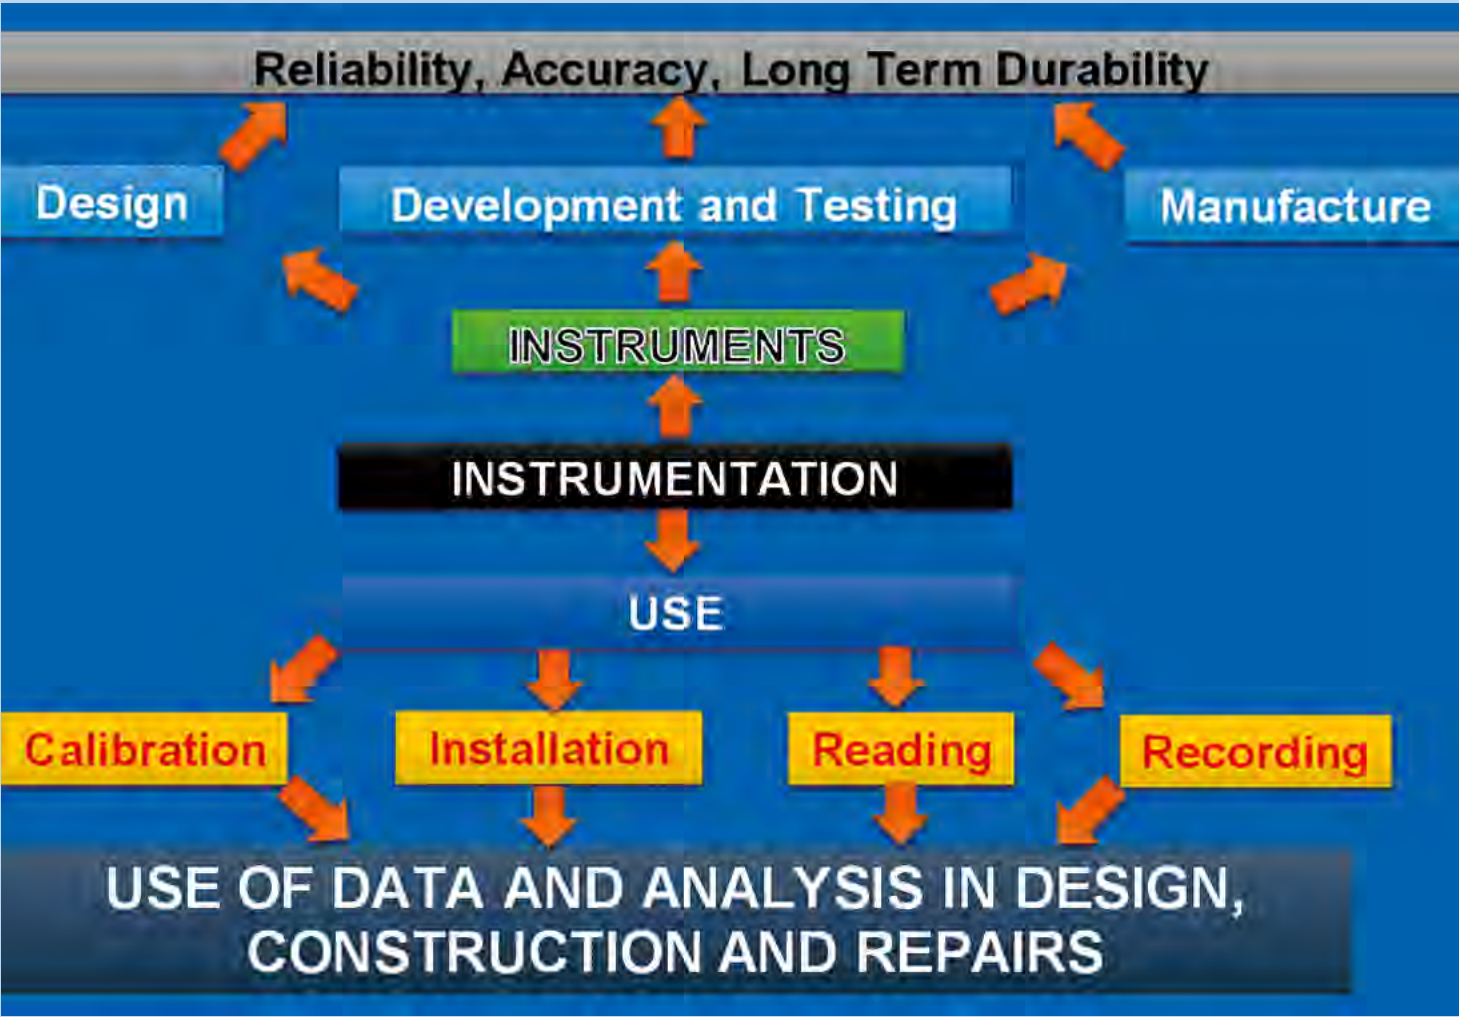 Reliability, Accuracy, Long Term Durability
Design
Development and Testing
Manufacture
INSTRUMENTS
INSTRUMENTATION
USE
Calibration
Installation
Reading
Recording
USE OF DATA AND ANALYSIS IN DESIGN,
CONSTRUCTION AND REPAIRS